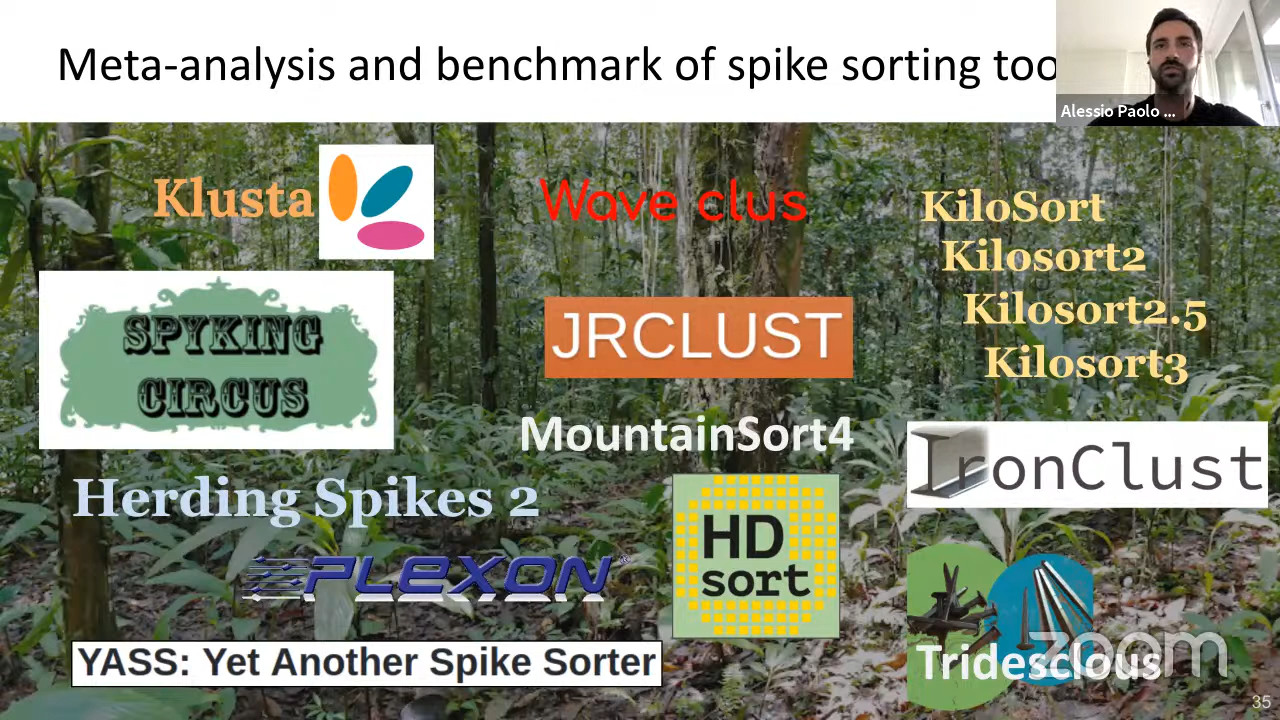 Meta-analysis and benchmark of spike sorting too
Alessio Paolo ...
Klusta
Wave clus
KiloSort
Kilosort2
Kilosort2.5
Kilosort3
SPYKING
CIRCUS
JRCLUST
MountainSort4
IronClust
Herding Spikes 2
HD
sort
PLEXON®
YASS: Yet Another Spike Sorter
Tridesclous
zoom
35